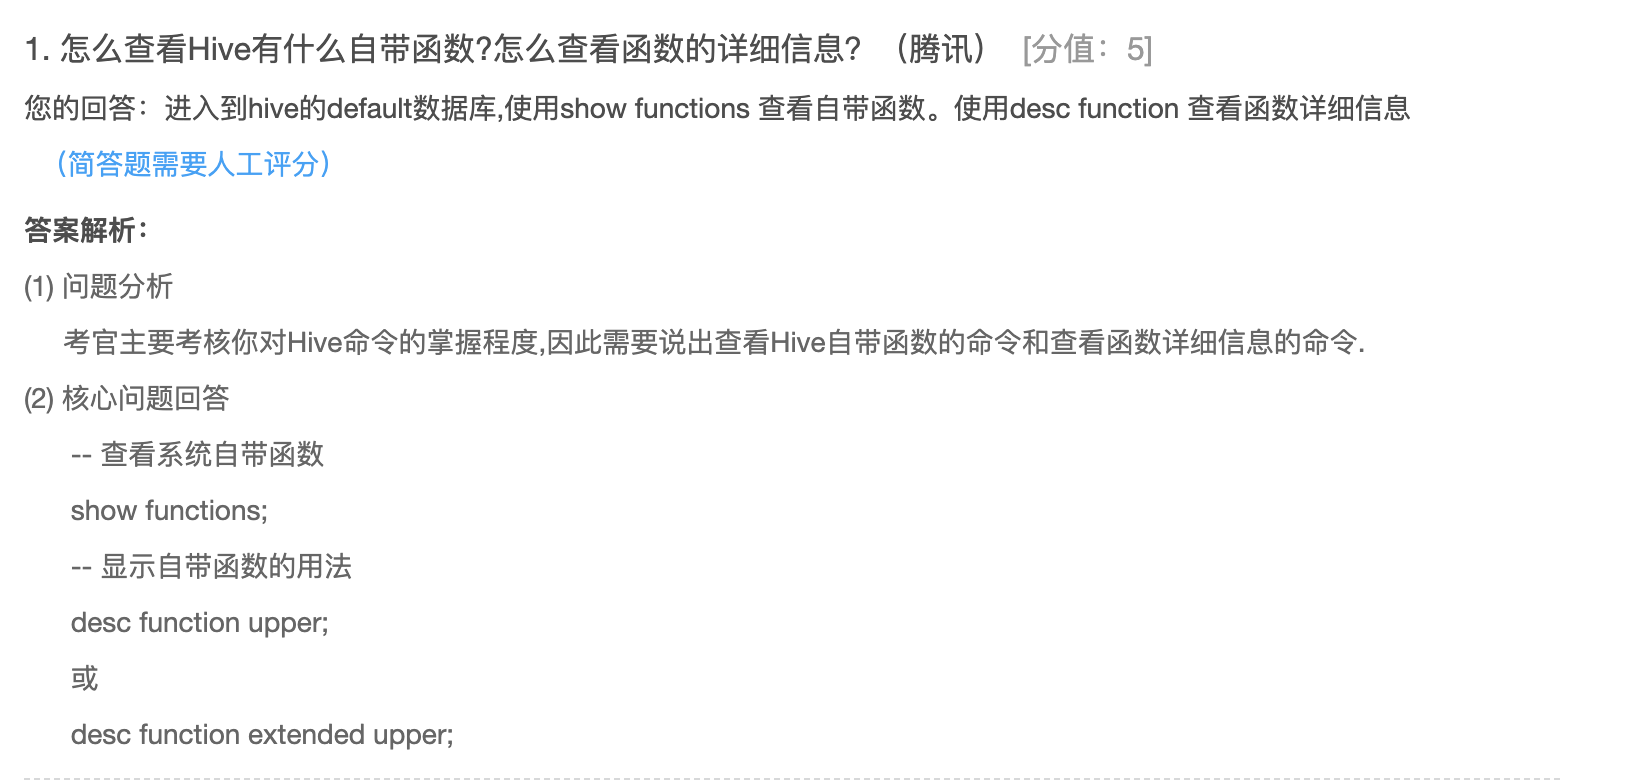 1. 怎么查看Hive有什么自带函数?怎么查看函数的详细信息？（腾讯） [分值：5]
您的回答：进入到hive的default数据库,使用show functions 查看自带函数。使用desc function 查看函数详细信息
（简答题需要人工评分）
答案解析：
(1) 问题分析
考官主要考核你对Hive命令的掌握程度,因此需要说出查看Hive自带函数的命令和查看函数详细信息的命令.
(2) 核心问题回答
-- 查看系统自带函数
show functions;
-- 显示自带函数的用法
desc function upper;
或
desc function extended upper;